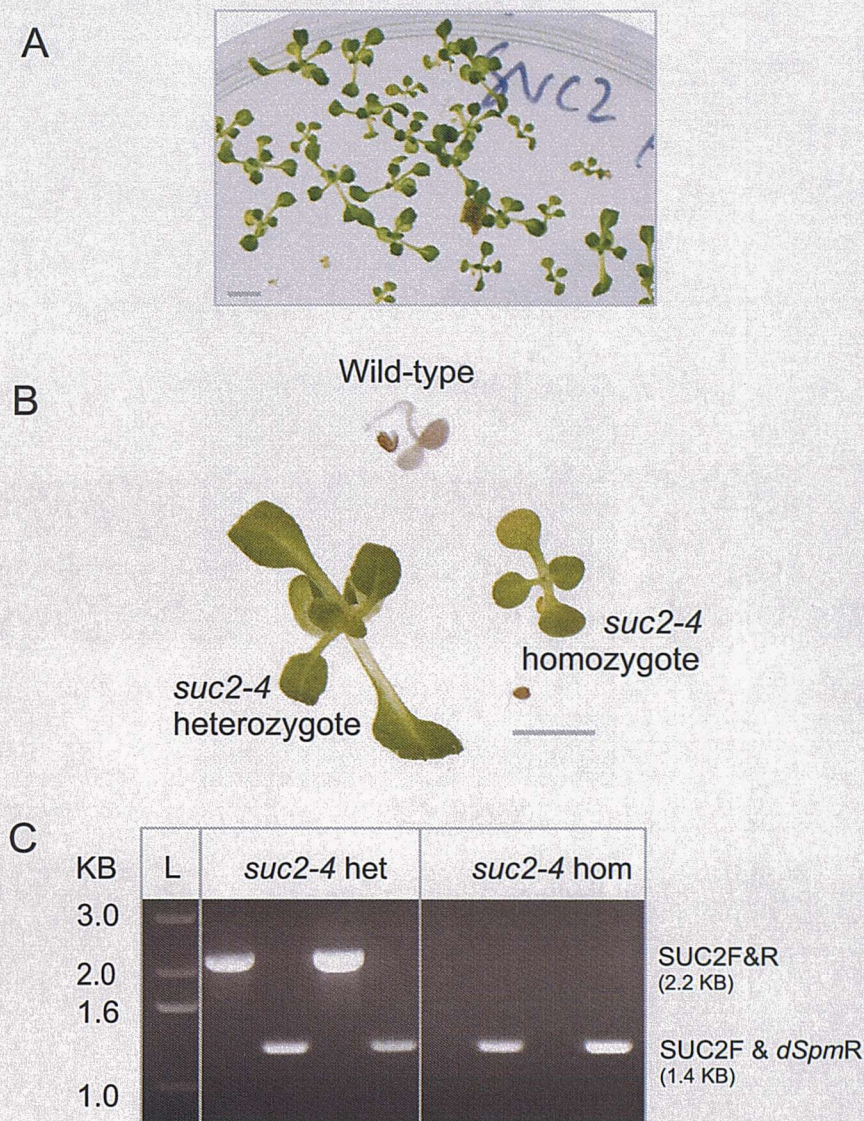 A
SUC2
Wild-type
B
suc2-4
homozygote
suc2-4
heterozygote
C
KB
L
suc2-4 het
suc2-4 hom
3.0
2.0
1.6
1.0
SUC2F&R
(2.2 KB)
SUC2F & dSpmR
(1.4 KB)